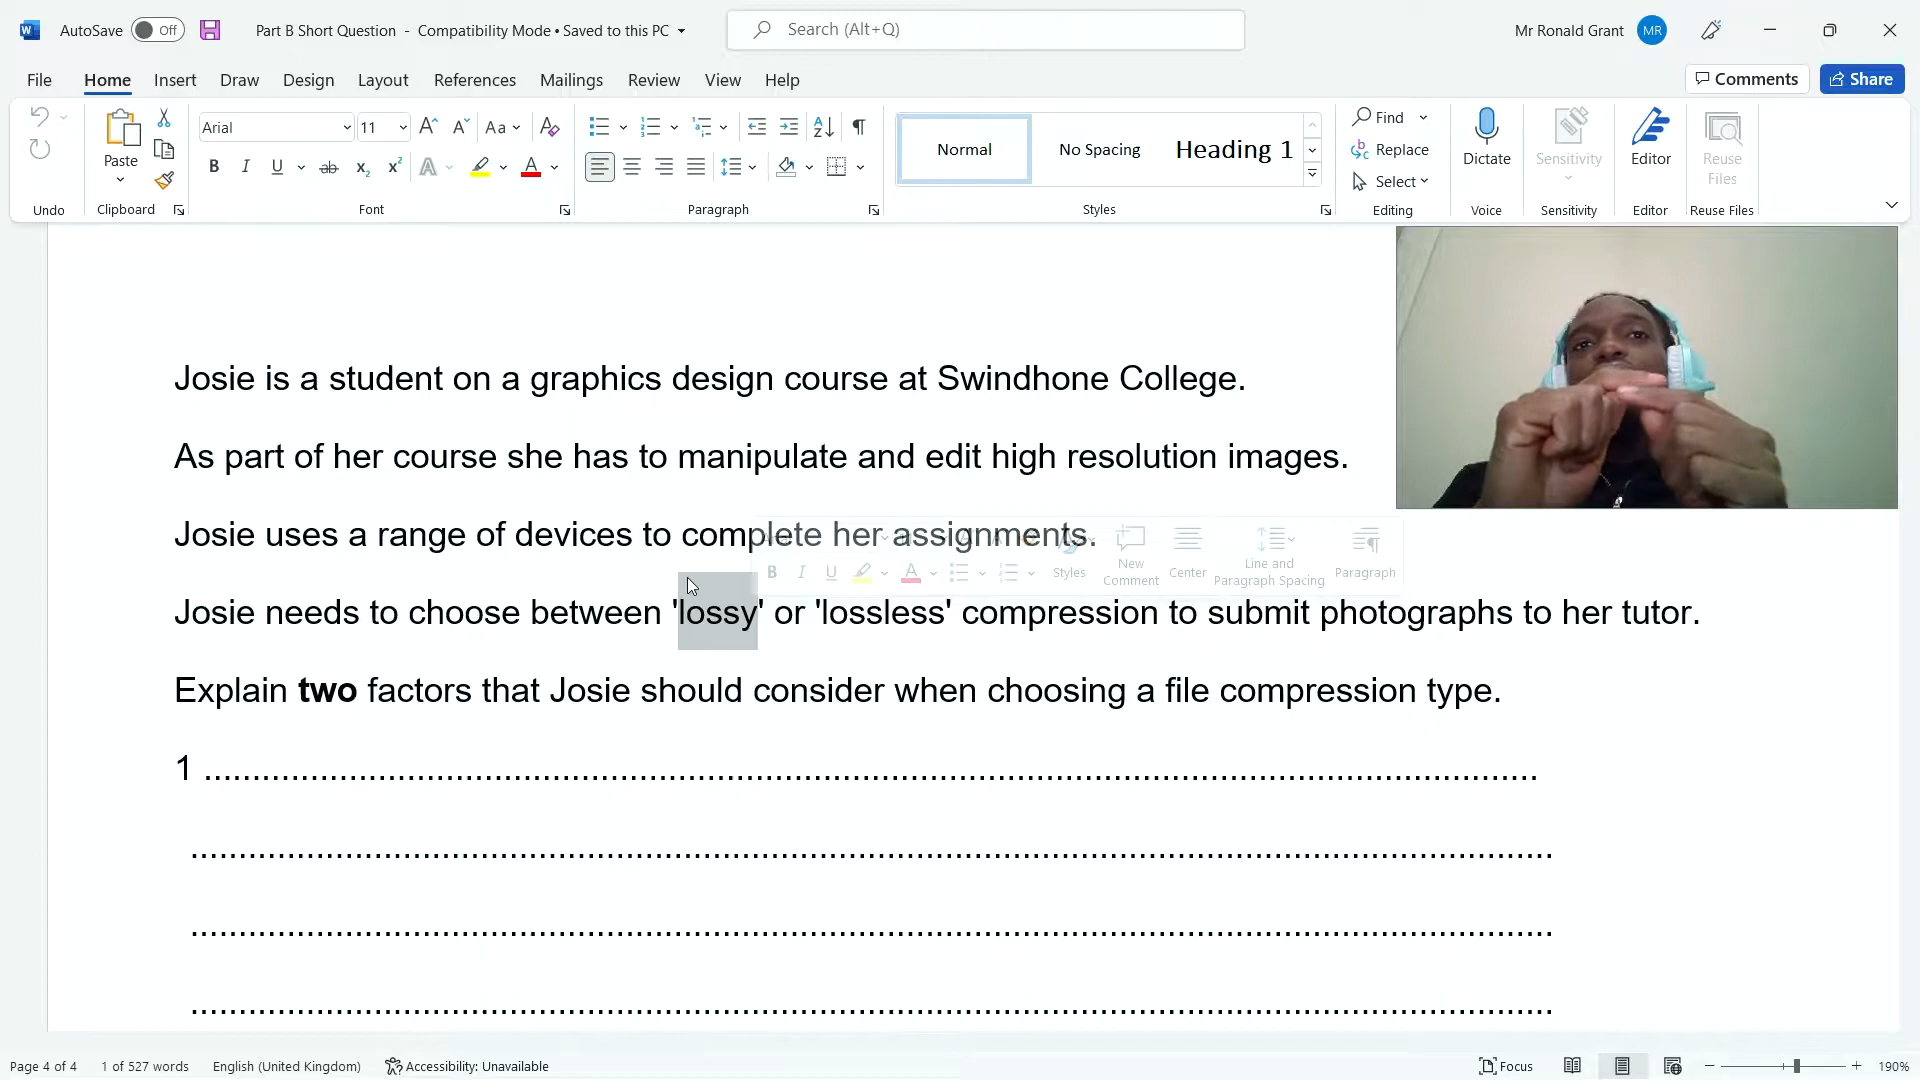 AutoSave Off Part B Short Question - Compatibility Mode • Saved to this PC Search (Alt+Q) Mr Ronald Grant MR
File Home Insert Draw Design Layout References Mailings Review View Help Comments Share
Arial 11 Aa Find
Paste Normal No Spacing Heading 1 Replace Dictate Sensitivity Editor Reuse Files
B I U ab x₂ x² A A Select
Undo Clipboard Font Paragraph Styles Editing Voice Sensitivity Editor Reuse Files
Josie is a student on a graphics design course at Swindhone College.
As part of her course she has to manipulate and edit high resolution images.
Josie uses a range of devices to complete her assignments.
B I U A Styles New Comment Center Line and Paragraph Spacing Paragraph
Josie needs to choose between 'lossy' or 'lossless' compression to submit photographs to her tutor.
Explain two factors that Josie should consider when choosing a file compression type.
1 ................................................................................
................................................................................
................................................................................
................................................................................
Page 4 of 4 1 of 527 words English (United Kingdom) Accessibility: Unavailable Focus 190%